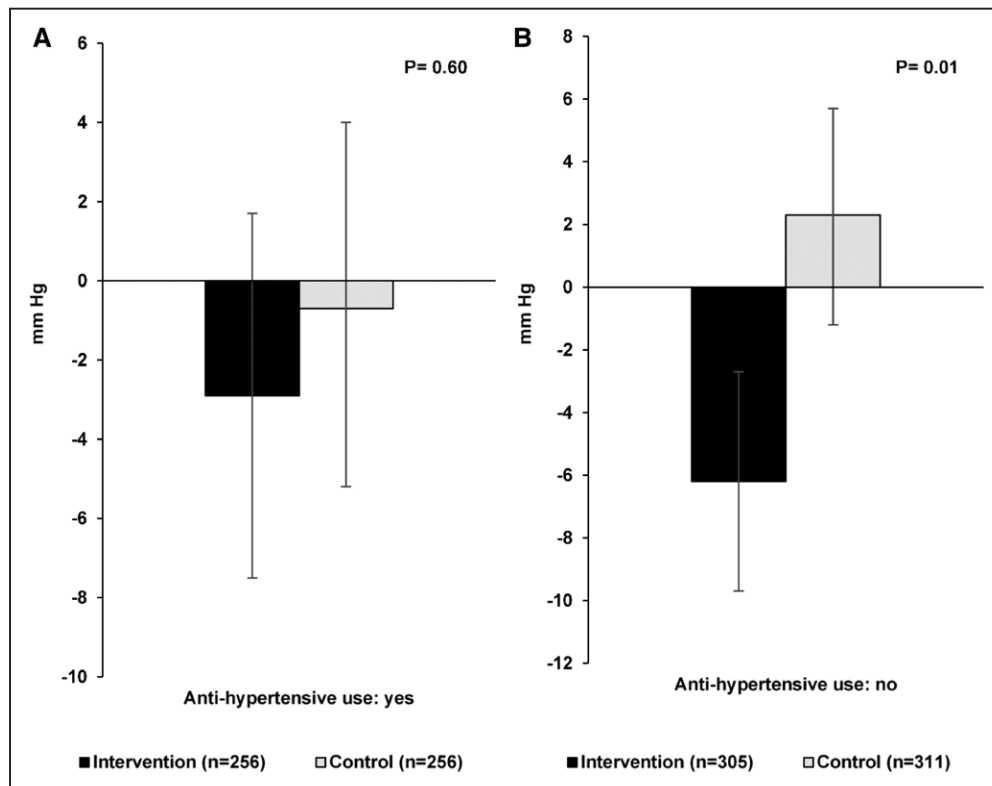 A
P= 0.60
6
4
2
0
-2
-4
-6
-8
-10
mm Hg
Anti-hypertensive use: yes
Intervention (n=256) Control (n=256)
B
P= 0.01
8
6
4
2
0
-2
-4
-6
-8
-10
-12
mm Hg
Anti-hypertensive use: no
Intervention (n=305) Control (n=311)